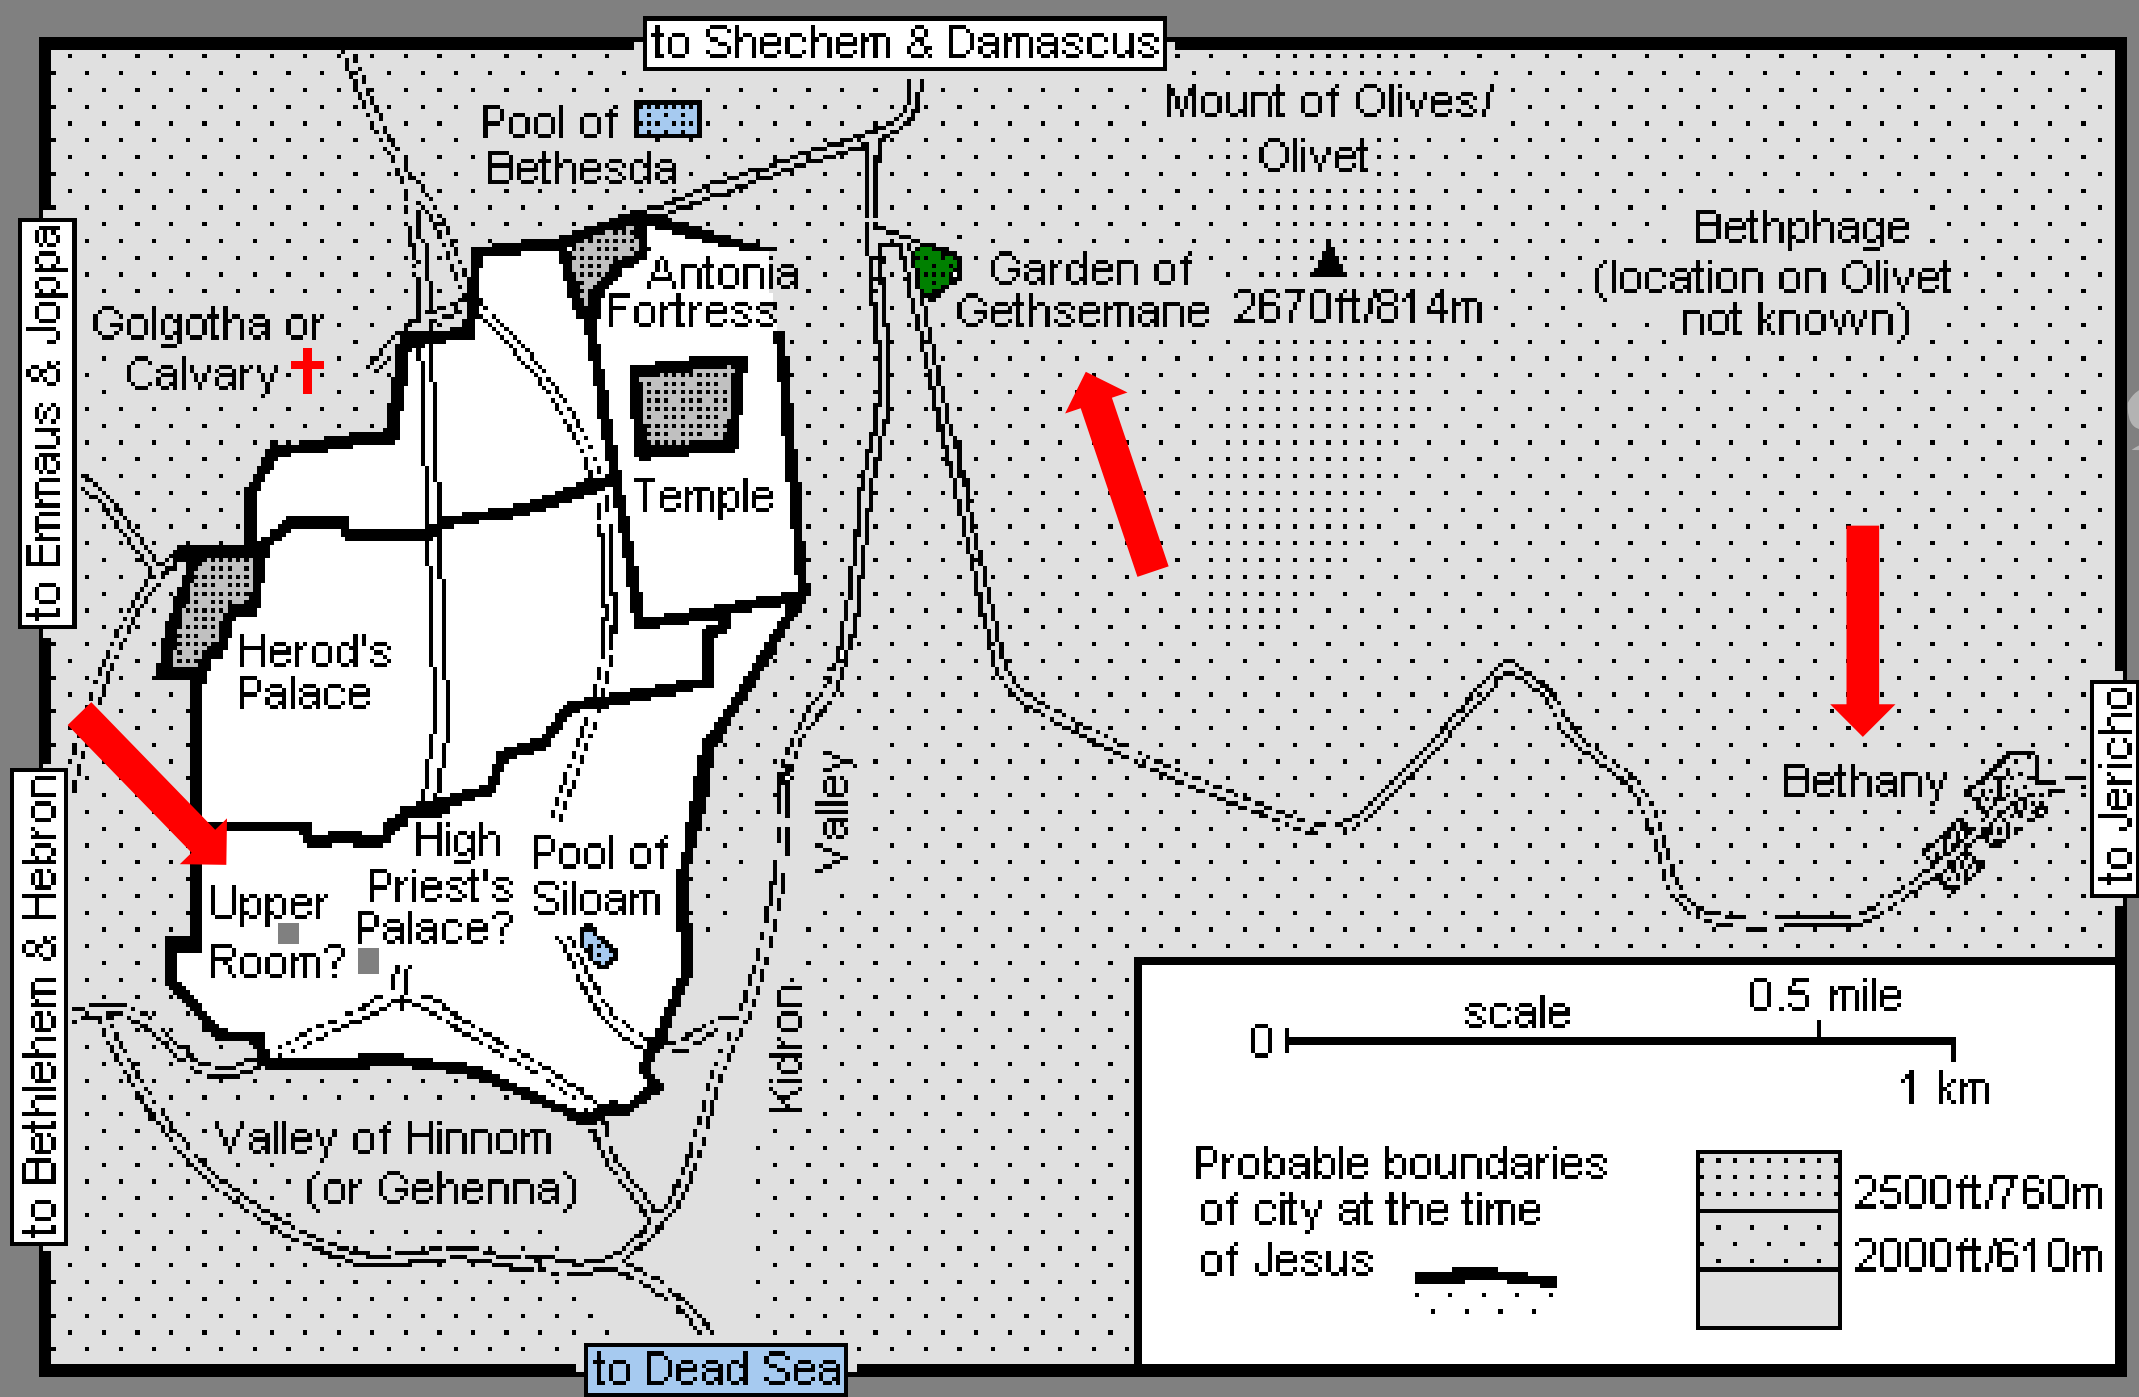 to Shechem & Damascus
Mount of Olives/
Olivet
Pool of
Bethesda
Bethphage
(location on Olivet
not known)
Antonia
Fortress
Garden of
Gethsemane
2670ft/814m
to Emmaus & Joppa
Golgotha or
Calvary
Temple
Herod's
Palace
to Jericho
Bethany
Valley
Kidron
to Bethlehem & Hebron
High
Priest's
Palace?
Pool of
Siloam
Upper
Room?
Valley of Hinnom
(or Gehenna)
to Dead Sea
0
scale
0.5 mile
1 km
Probable boundaries
of city at the time
of Jesus
2500ft/760m
2000ft/610m